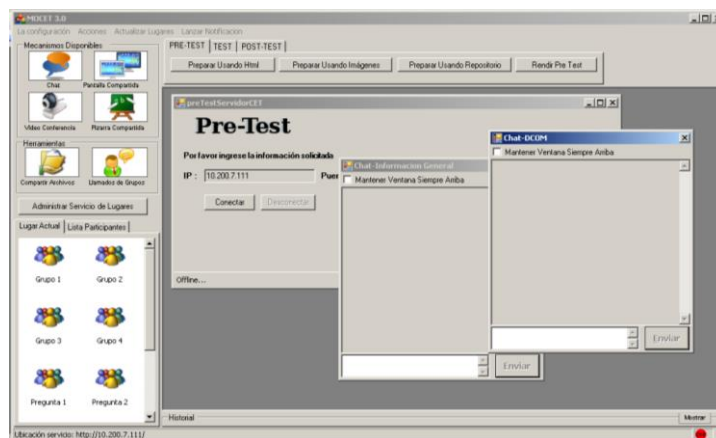 MOCET 3.0
La configuración Acciones Actualizar Lugares Lanzar Notificacion
Mecanismos Disponibles
Chat Pantalla Compartida
Video Conferencia Pizarra Compartida
Herramientas
Compartir Archivos Llamados de Grupos
Administrar Servicio de Lugares
Lugar Actual Lista Participantes
Grupo 1 Grupo 2
Grupo 3 Grupo 4
Pregunta 1 Pregunta 2
Ubicación servicio: http://10.200.7.111/
PRE-TEST TEST POST-TEST
Preparar Usando Html Preparar Usando Imágenes Preparar Usando Repositorio Rendir Pre Test
preTestServidorCET
Pre-Test
Por favor ingrese la información solicitada
IP : 10.200.7.111 Puer
Conectar Desconectar
Offline...
Chat-Informacion General
Mantener Ventana Siempre Arriba
Enviar
Chat-DCOM
Mantener Ventana Siempre Arriba
Enviar
Historial Mostrar